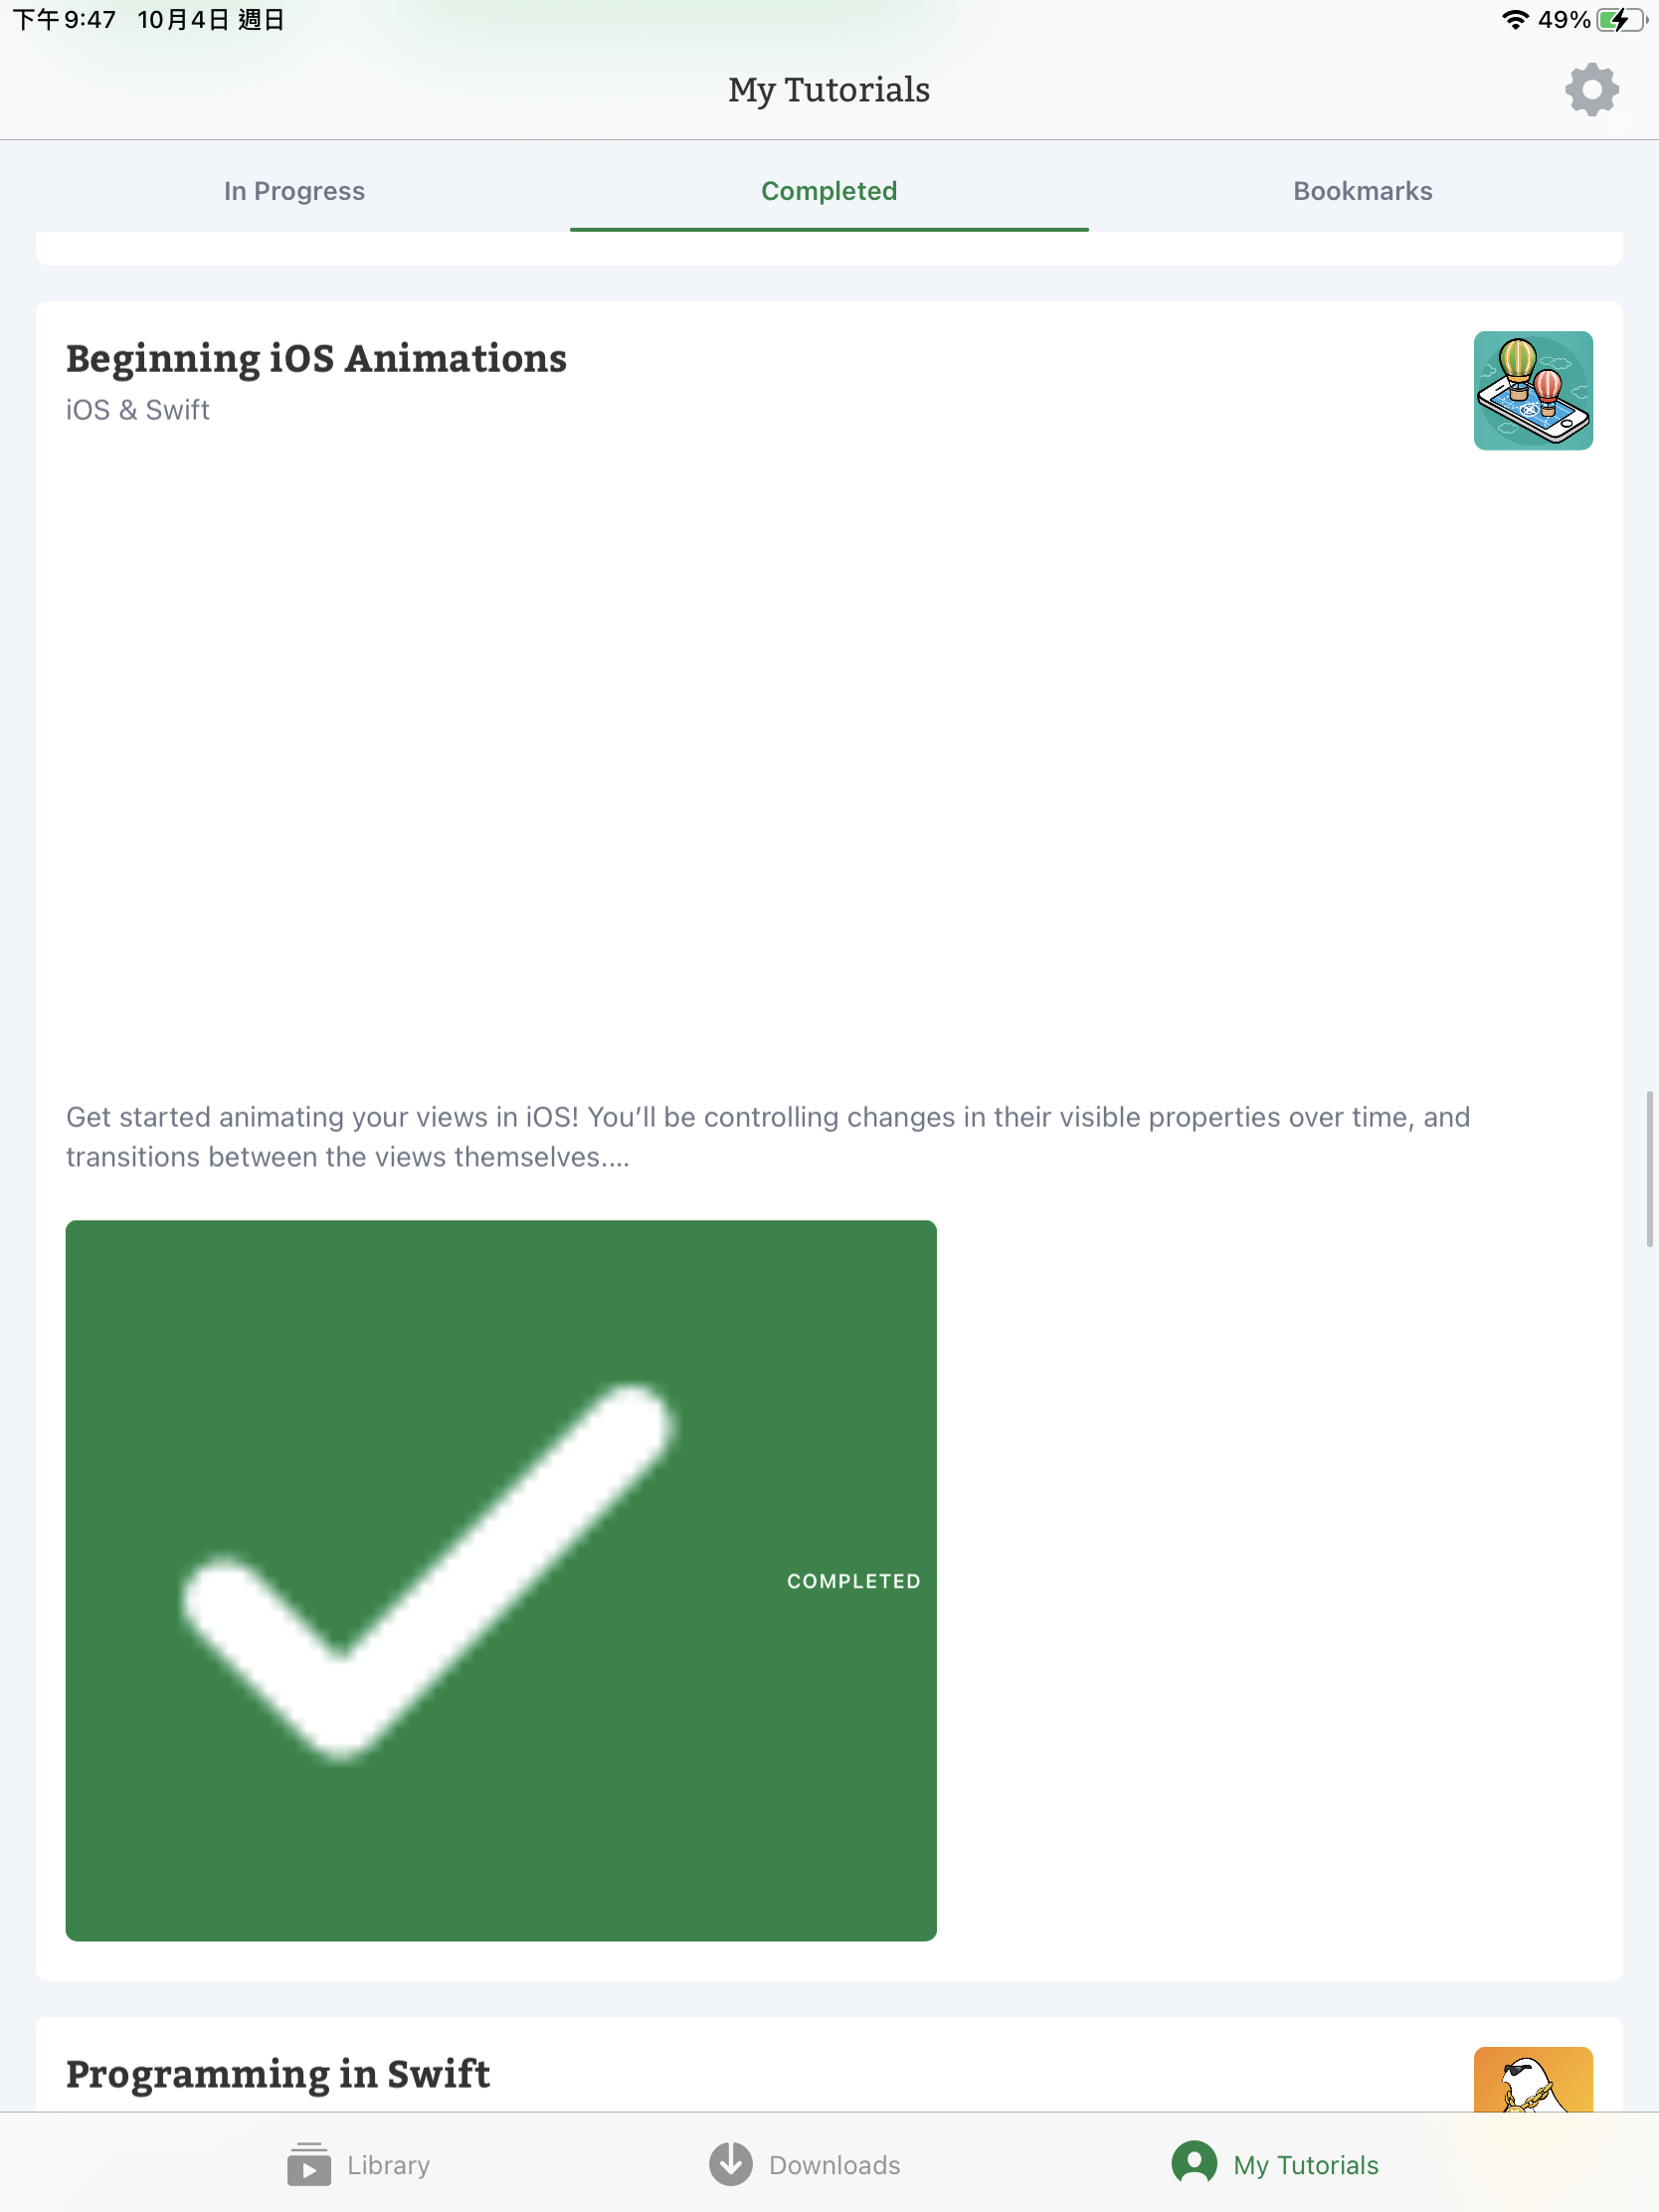 下午9:47 10月4日 週日
49%
My Tutorials
In Progress
Completed
Bookmarks
Beginning iOS Animations
iOS & Swift
Get started animating your views in iOS! You’ll be controlling changes in their visible properties over time, and
transitions between the views themselves....
COMPLETED
Programming in Swift
Library
Downloads
My Tutorials